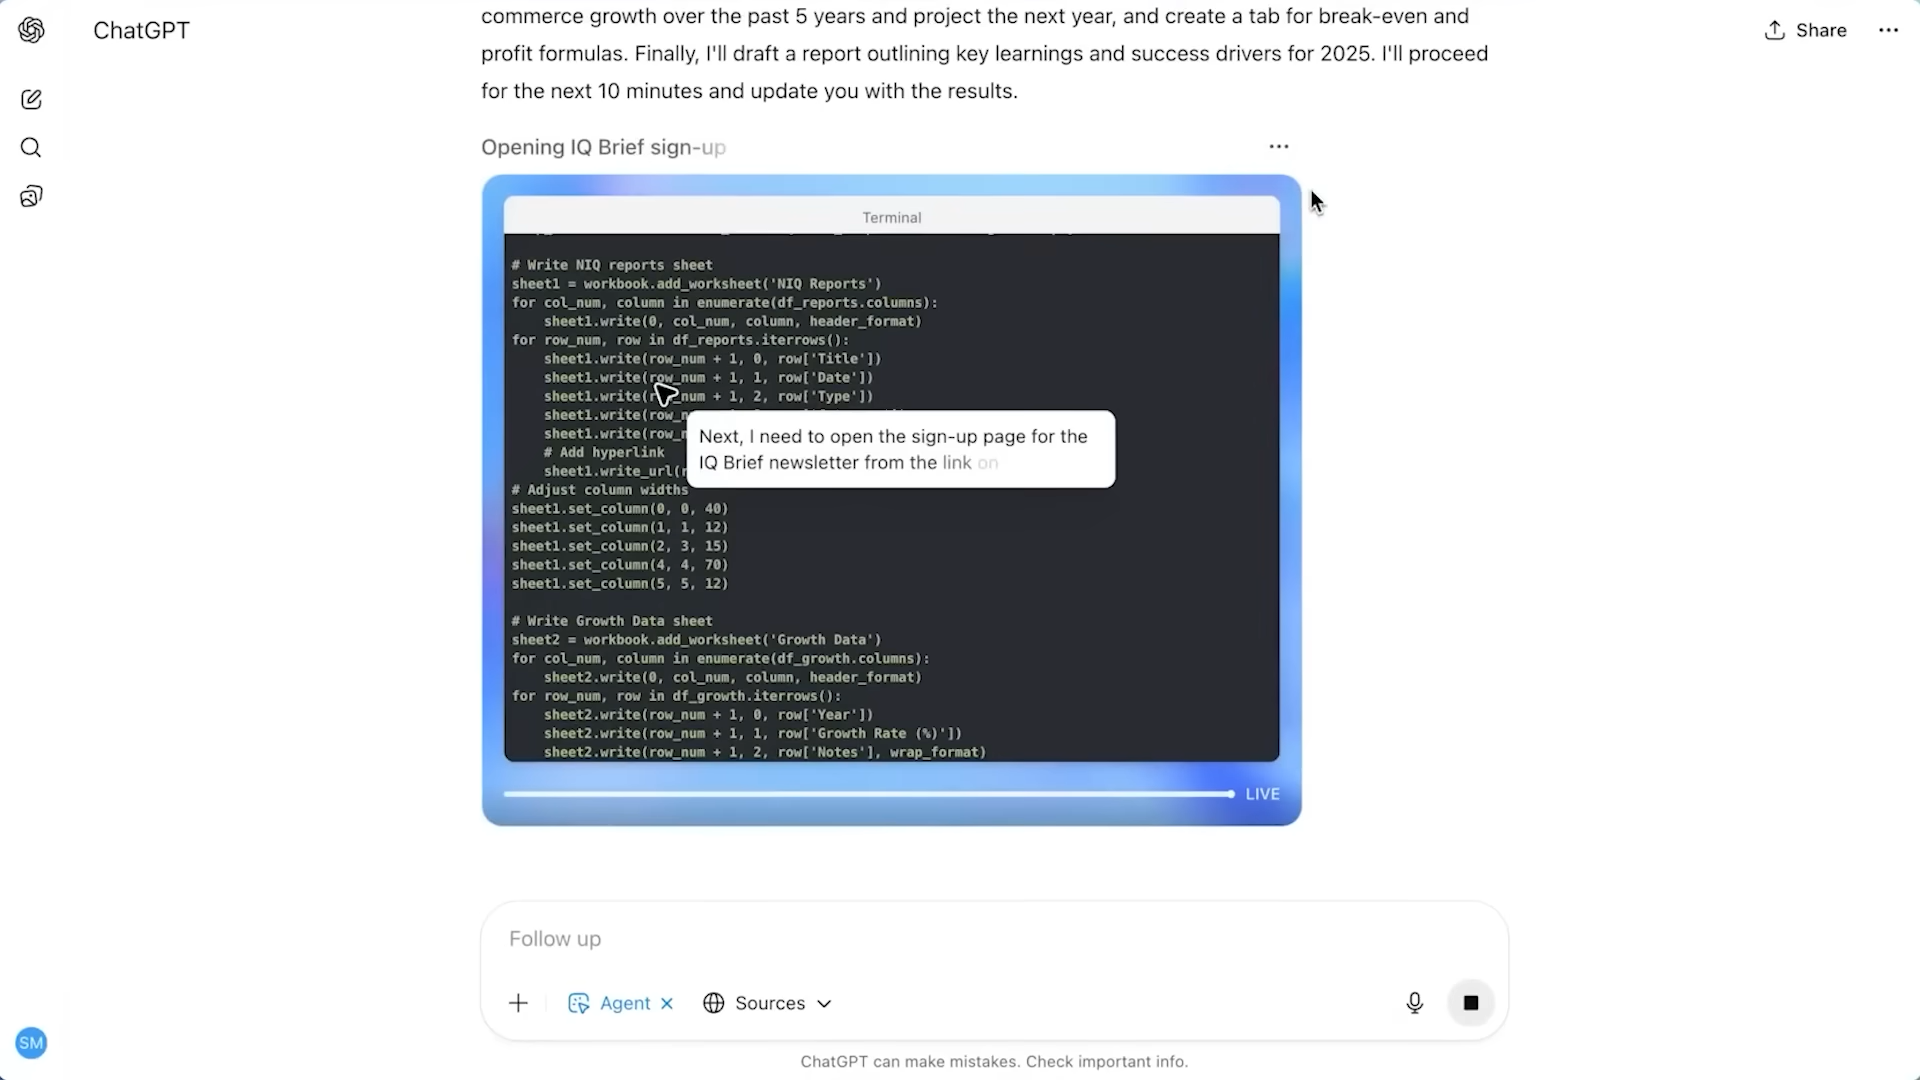 ChatGPT
Share
commerce growth over the past 5 years and project the next year, and create a tab for break-even and
profit formulas. Finally, I'll draft a report outlining key learnings and success drivers for 2025. I'll proceed
for the next 10 minutes and update you with the results.
Opening IQ Brief sign-up
Terminal
# Write NIQ reports sheet
sheet1 = workbook.add_worksheet('NIQ Reports')
for col_num, column in enumerate(df_reports.columns):
    sheet1.write(0, col_num, column, header_format)
for row_num, row in df_reports.iterrows():
    sheet1.write(row_num + 1, 0, row['Title'])
    sheet1.write(row_num + 1, 1, row['Date'])
    sheet1.write(row_num + 1, 2, row['Type'])
    sheet1.write(row_n
    sheet1.write(row_n
    # Add hyperlink
    sheet1.write_url(r
# Adjust column widths
sheet1.set_column(0, 0, 40)
sheet1.set_column(1, 1, 12)
sheet1.set_column(2, 3, 15)
sheet1.set_column(4, 4, 70)
sheet1.set_column(5, 5, 12)
# Write Growth Data sheet
sheet2 = workbook.add_worksheet('Growth Data')
for col_num, column in enumerate(df_growth.columns):
    sheet2.write(0, col_num, column, header_format)
for row_num, row in df_growth.iterrows():
    sheet2.write(row_num + 1, 0, row['Year'])
    sheet2.write(row_num + 1, 1, row['Growth Rate (%)'])
    sheet2.write(row_num + 1, 2, row['Notes'], wrap_format)
Next, I need to open the sign-up page for the
IQ Brief newsletter from the link on
LIVE
Follow up
Agent
Sources
SM
ChatGPT can make mistakes. Check important info.